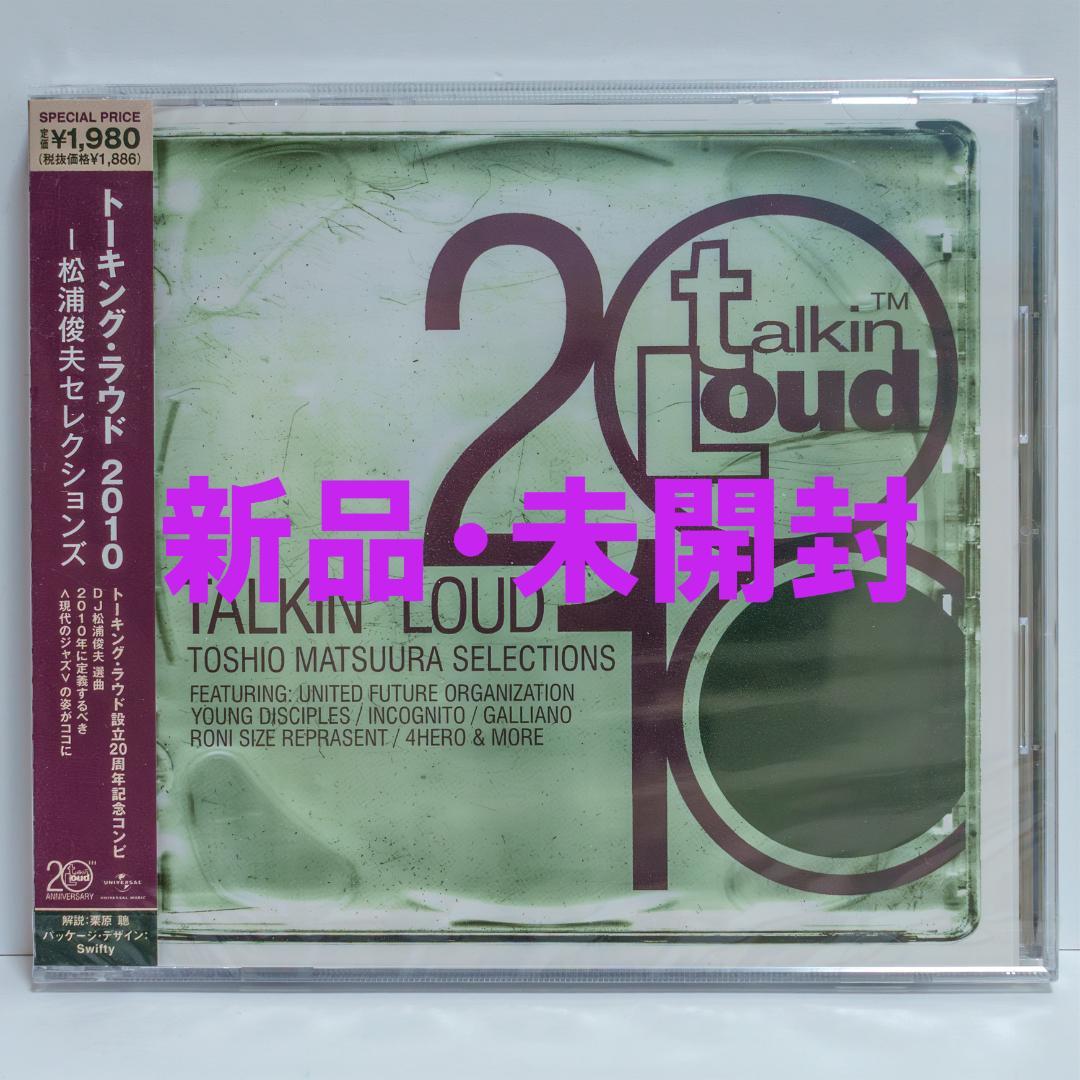 SPECIAL PRICE
定価¥1,980
(税抜価格¥1,886)
トーキング・ラウド 2010
ー松浦俊夫セレクションズ
トーキング・ラウド設立20周年記念コンピ
DJ松浦俊夫 選曲
2010年に定義するべき
<現代のジャズ>の姿がココに
20
talkin
Loud
ANNIVERSARY
UNIVERSAL
UNIVERSAL MUSIC
解説:栗原 聰
パッケージ・デザイン:
Swifty
20
talkin TM
Loud
新品・未開封
10
TALKIN' LOUD
TOSHIO MATSUURA SELECTIONS
FEATURING: UNITED FUTURE ORGANIZATION
YOUNG DISCIPLES / INCOGNITO / GALLIANO
RONI SIZE REPRASENT / 4HERO & MORE